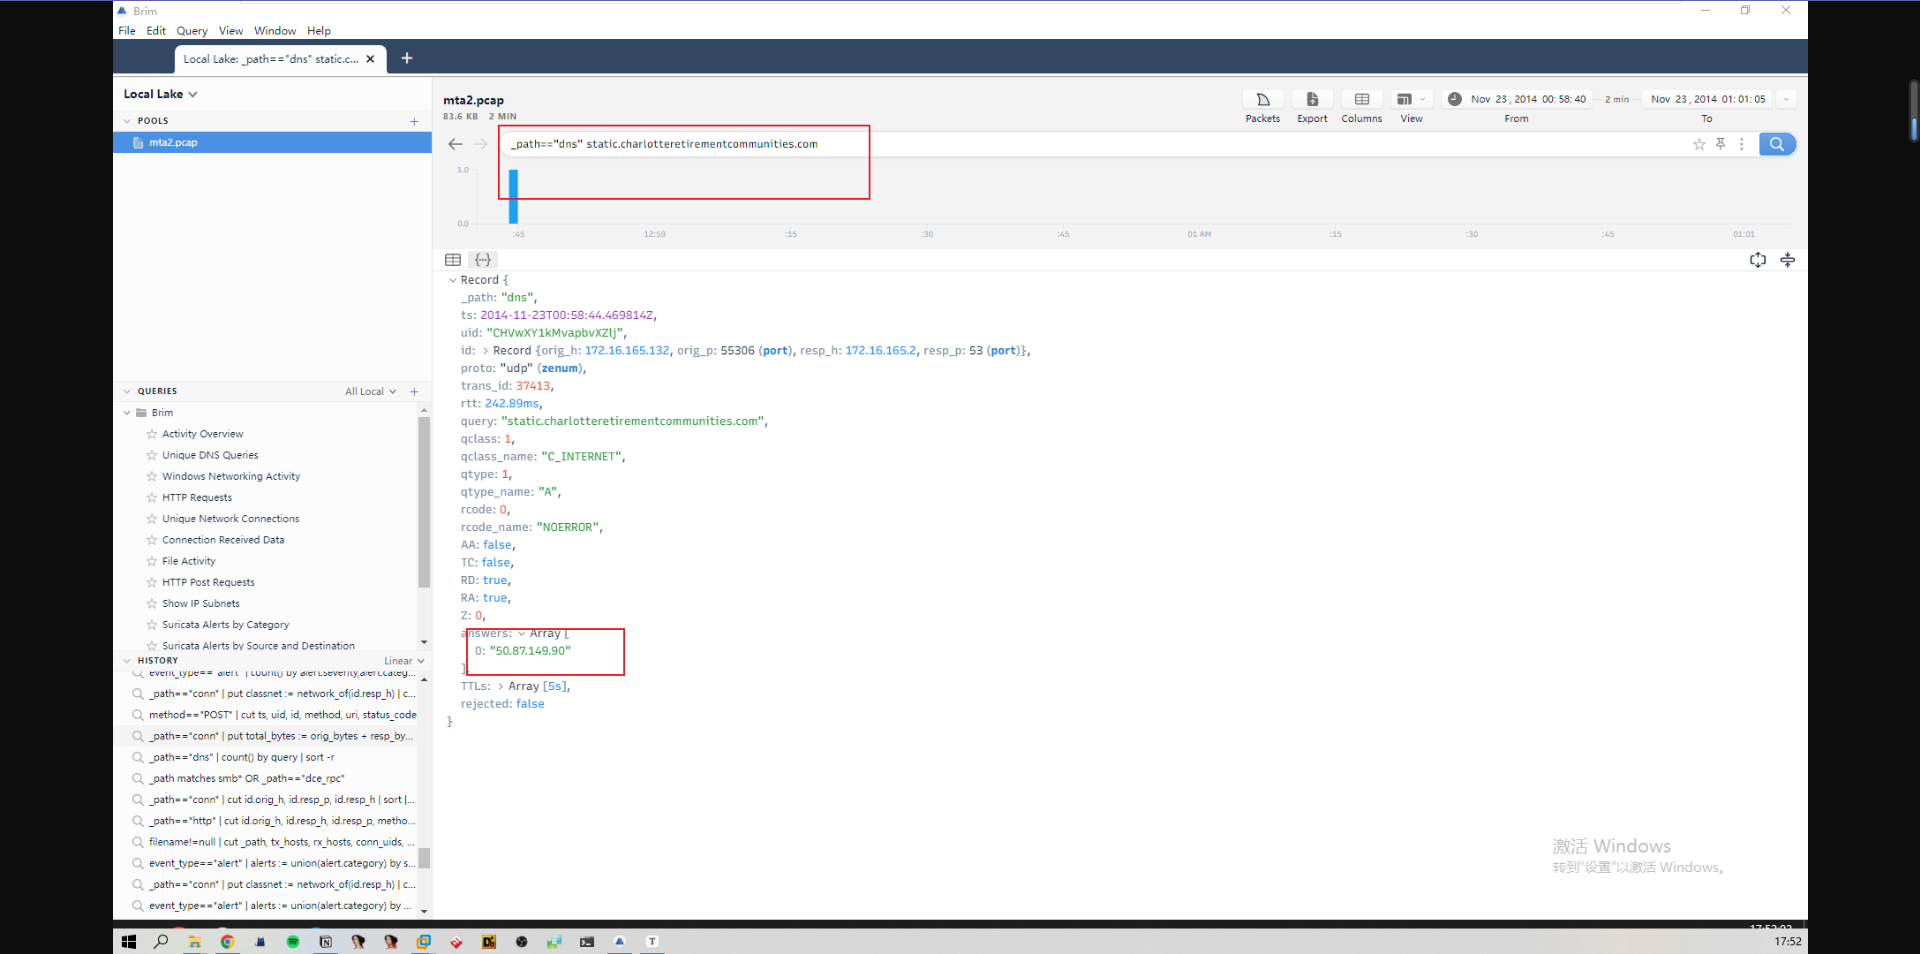 Brim
File Edit Query View Window Help
Local Lake: _path=="dns" static.c...
Local Lake
POOLS
mta2.pcap
mta2.pcap
83.6 KB 2 MIN
Packets Export Columns View
Nov 23 , 2014 00: 58: 40 2 min Nov 23 , 2014 01: 01: 05
From To
_path=="dns" static.charlotteretirementcommunities.com
1.0
0.0
:45 12:59 :15 :30 :45 01 AM :15 :30 :45 01:01
Record {
_path: "dns",
ts: 2014-11-23T00:58:44.469814Z,
uid: "CHVwXY1kMvapbvXZlj",
id: > Record {orig_h: 172.16.165.132, orig_p: 55306 (port), resp_h: 172.16.165.2, resp_p: 53 (port)},
proto: "udp" (zenum),
trans_id: 37413,
rtt: 242.89ms,
query: "static.charlotteretirementcommunities.com",
qclass: 1,
qclass_name: "C_INTERNET",
qtype: 1,
qtype_name: "A",
rcode: 0,
rcode_name: "NOERROR",
AA: false,
TC: false,
RD: true,
RA: true,
Z: 0,
answers: Array [
0: "50.87.149.90"
],
TTLs: > Array [5s],
rejected: false
}
QUERIES All Local
Brim
Activity Overview
Unique DNS Queries
Windows Networking Activity
HTTP Requests
Unique Network Connections
Connection Received Data
File Activity
HTTP Post Requests
Show IP Subnets
Suricata Alerts by Category
Suricata Alerts by Source and Destination
HISTORY Linear
event_type=="alert" | count() by alert.severity,alert.categ...
_path=="conn" | put classnet := network_of(id.resp_h) | c...
method=="POST" | cut ts, uid, id, method, uri, status_code
_path=="conn" | put total_bytes := orig_bytes + resp_by...
_path=="dns" | count() by query | sort -r
_path matches smb* OR _path=="dce_rpc"
_path=="conn" | cut id.orig_h, id.resp_p, id.resp_h | sort |...
_path=="http" | cut id.orig_h, id.resp_h, id.resp_p, metho...
filename!=null | cut _path, tx_hosts, rx_hosts, conn_uids, ...
event_type=="alert" | alerts := union(alert.category) by s...
_path=="conn" | put classnet := network_of(id.resp_h) | c...
event_type=="alert" | alerts := union(alert.category) by ...
激活 Windows
转到"设置"以激活 Windows。
17:52